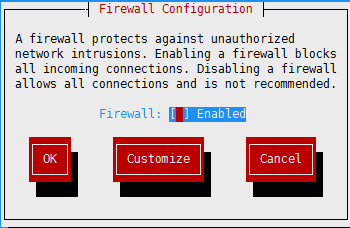 Firewall Configuration
A firewall protects against unauthorized
network intrusions. Enabling a firewall blocks
all incoming connections. Disabling a firewall
allows all connections and is not recommended.
Firewall: [ ] Enabled
OK Customize Cancel